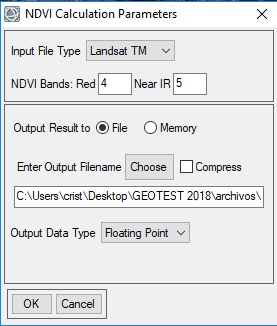 NDVI Calculation Parameters
Input File Type Landsat TM
NDVI Bands: Red 4 Near IR 5
Output Result to File Memory
Enter Output Filename Choose Compress
C:\Users\crist\Desktop\GEOTEST 2018\archivos\
Output Data Type Floating Point
OK Cancel